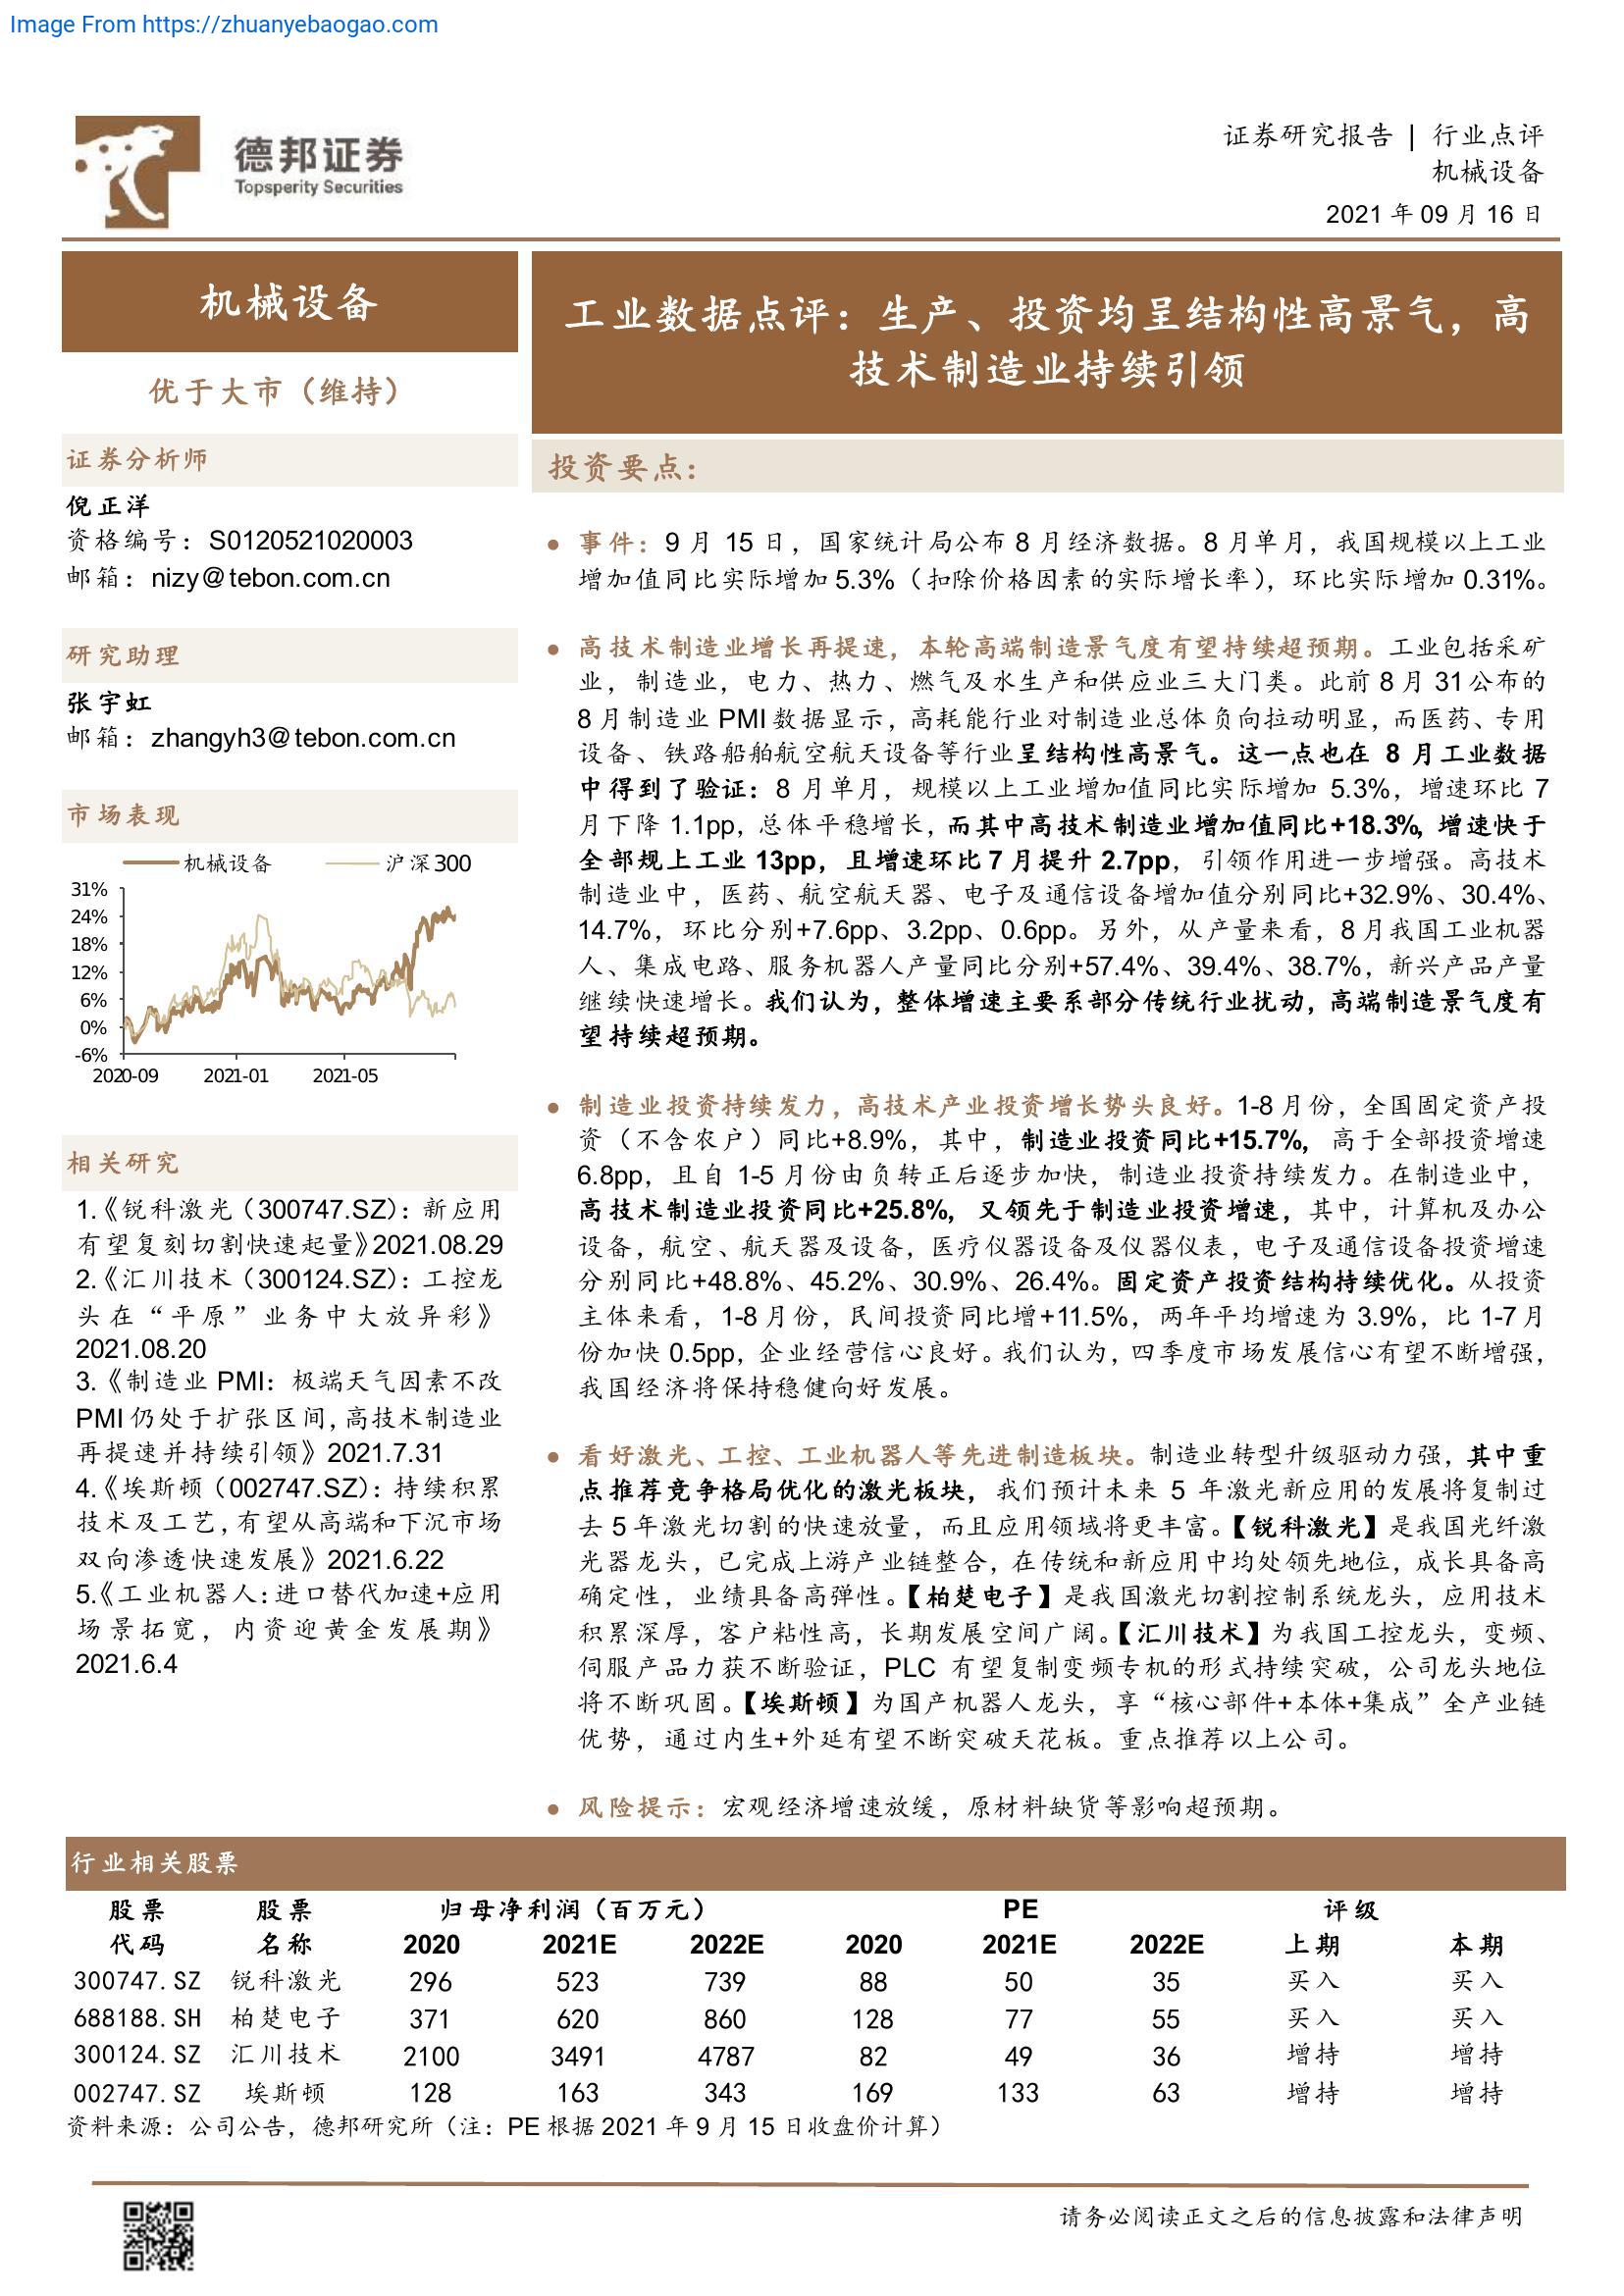 Image From https://zhuanyebaogao.com
德邦证券
Topsperity Securities
证券研究报告 | 行业点评
机械设备
2021 年 09 月 16 日
机械设备
优于大市（维持）
证券分析师
倪正洋
资格编号：S0120521020003
邮箱：nizy@tebon.com.cn
研究助理
张宇虹
邮箱：zhangyh3@tebon.com.cn
市场表现
机械设备 沪深300
31%
24%
18%
12%
6%
0%
-6%
2020-09 2021-01 2021-05
相关研究
1.《锐科激光（300747.SZ）：新应用
有望复刻切割快速起量》2021.08.29
2.《汇川技术（300124.SZ）：工控龙
头在“平原”业务中大放异彩》
2021.08.20
3.《制造业 PMI：极端天气因素不改
PMI 仍处于扩张区间，高技术制造业
再提速并持续引领》2021.7.31
4.《埃斯顿（002747.SZ）：持续积累
技术及工艺，有望从高端和下沉市场
双向渗透快速发展》2021.6.22
5.《工业机器人：进口替代加速+应用
场景拓宽，内资迎黄金发展期》
2021.6.4
工业数据点评：生产、投资均呈结构性高景气，高
技术制造业持续引领
投资要点：
● 事件：9 月 15 日，国家统计局公布 8 月经济数据。8 月单月，我国规模以上工业
增加值同比实际增加 5.3%（扣除价格因素的实际增长率），环比实际增加 0.31%。
● 高技术制造业增长再提速，本轮高端制造景气度有望持续超预期。工业包括采矿
业，制造业，电力、热力、燃气及水生产和供应业三大门类。此前 8 月 31 公布的
8 月制造业 PMI 数据显示，高耗能行业对制造业总体负向拉动明显，而医药、专用
设备、铁路船舶航空航天设备等行业呈结构性高景气。这一点也在 8 月工业数据
中得到了验证：8 月单月，规模以上工业增加值同比实际增加 5.3%，增速环比 7
月下降 1.1pp，总体平稳增长，而其中高技术制造业增加值同比+18.3%，增速快于
全部规上工业 13pp，且增速环比 7 月提升 2.7pp，引领作用进一步增强。高技术
制造业中，医药、航空航天器、电子及通信设备增加值分别同比+32.9%、30.4%、
14.7%，环比分别+7.6pp、3.2pp、0.6pp。另外，从产量来看，8 月我国工业机器
人、集成电路、服务机器人产量同比分别+57.4%、39.4%、38.7%，新兴产品产量
继续快速增长。我们认为，整体增速主要系部分传统行业扰动，高端制造景气度有
望持续超预期。
● 制造业投资持续发力，高技术产业投资增长势头良好。1-8 月份，全国固定资产投
资（不含农户）同比+8.9%，其中，制造业投资同比+15.7%，高于全部投资增速
6.8pp，且自 1-5 月份由负转正后逐步加快，制造业投资持续发力。在制造业中，
高技术制造业投资同比+25.8%，又领先于制造业投资增速，其中，计算机及办公
设备，航空、航天器及设备，医疗仪器设备及仪器仪表，电子及通信设备投资增速
分别同比+48.8%、45.2%、30.9%、26.4%。固定资产投资结构持续优化。从投资
主体来看，1-8 月份，民间投资同比增+11.5%，两年平均增速为 3.9%，比 1-7 月
份加快 0.5pp，企业经营信心良好。我们认为，四季度市场发展信心有望不断增强，
我国经济将保持稳健向好发展。
● 看好激光、工控、工业机器人等先进制造板块。制造业转型升级驱动力强，其中重
点推荐竞争格局优化的激光板块，我们预计未来 5 年激光新应用的发展将复制过
去 5 年激光切割的快速放量，而且应用领域将更丰富。【锐科激光】是我国光纤激
光器龙头，已完成上游产业链整合，在传统和新应用中均处领先地位，成长具备高
确定性，业绩具备高弹性。【柏楚电子】是我国激光切割控制系统龙头，应用技术
积累深厚，客户粘性高，长期发展空间广阔。【汇川技术】为我国工控龙头，变频、
伺服产品力获不断验证，PLC 有望复制变频专机的形式持续突破，公司龙头地位
将不断巩固。【埃斯顿】为国产机器人龙头，享“核心部件+本体+集成”全产业链
优势，通过内生+外延有望不断突破天花板。重点推荐以上公司。
● 风险提示：宏观经济增速放缓，原材料缺货等影响超预期。
行业相关股票
股票 股票 归母净利润（百万元） PE 评级
代码 名称 2020 2021E 2022E 2020 2021E 2022E 上期 本期
300747.SZ 锐科激光 296 523 739 88 50 35 买入 买入
688188.SH 柏楚电子 371 620 860 128 77 55 买入 买入
300124.SZ 汇川技术 2100 3491 4787 82 49 36 增持 增持
002747.SZ 埃斯顿 128 163 343 169 133 63 增持 增持
资料来源：公司公告，德邦研究所（注：PE 根据 2021 年 9 月 15 日收盘价计算）
请务必阅读正文之后的信息披露和法律声明